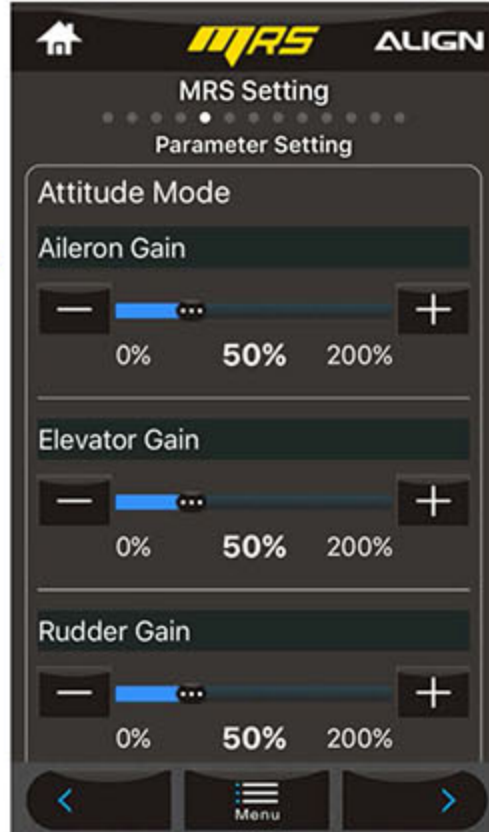 MRS ALIGN
MRS Setting
Parameter Setting
Attitude Mode
Aileron Gain
0% 50% 200%
Elevator Gain
0% 50% 200%
Rudder Gain
0% 50% 200%
Menu